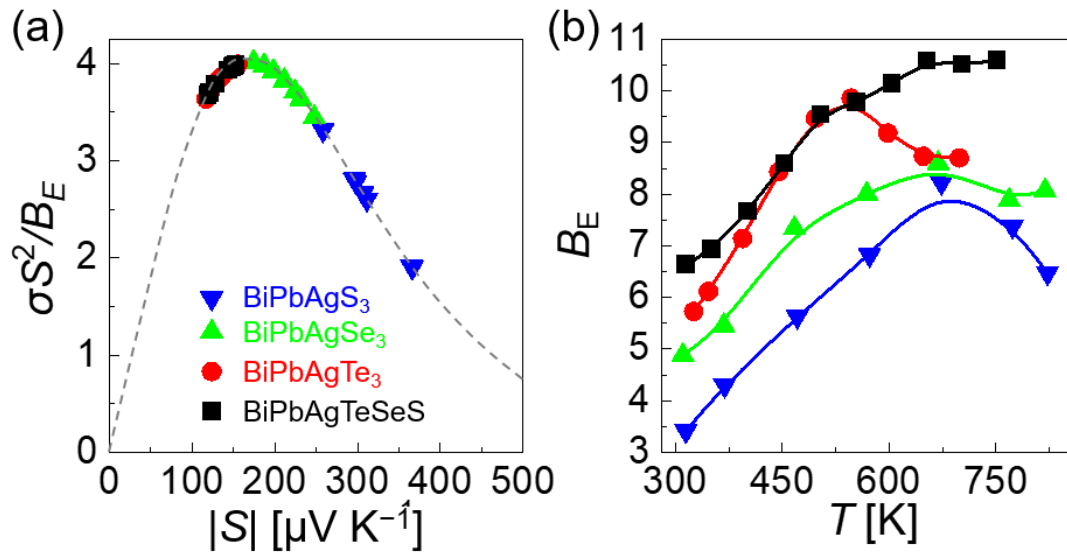 (a)
4
3
2
1
0
σS²/B_E
BiPbAgS₃
BiPbAgSe₃
BiPbAgTe₃
BiPbAgTeSeS
0 100 200 300 400 500
|S| [μV K⁻¹]
(b)
11
10
9
8
7
6
5
4
3
B_E
300 450 600 750
T [K]